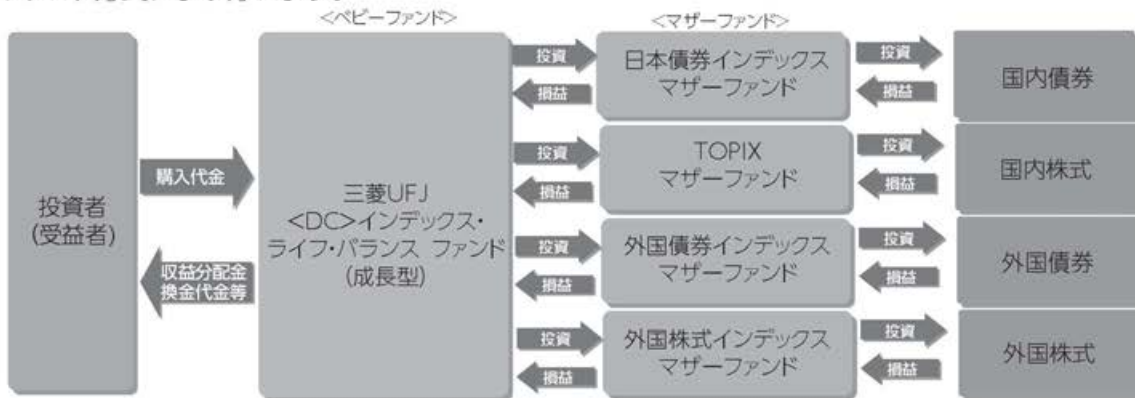 <ベビーファンド>
<マザーファンド>
投資者
(受益者)
購入代金
収益分配金
換金代金等
三菱UFJ
<DC>インデックス・
ライフ・バランス ファンド
(成長型)
投資
損益
日本債券インデックス
マザーファンド
投資
損益
国内債券
投資
損益
TOPIX
マザーファンド
投資
損益
国内株式
投資
損益
外国債券インデックス
マザーファンド
投資
損益
外国債券
投資
損益
外国株式インデックス
マザーファンド
投資
損益
外国株式